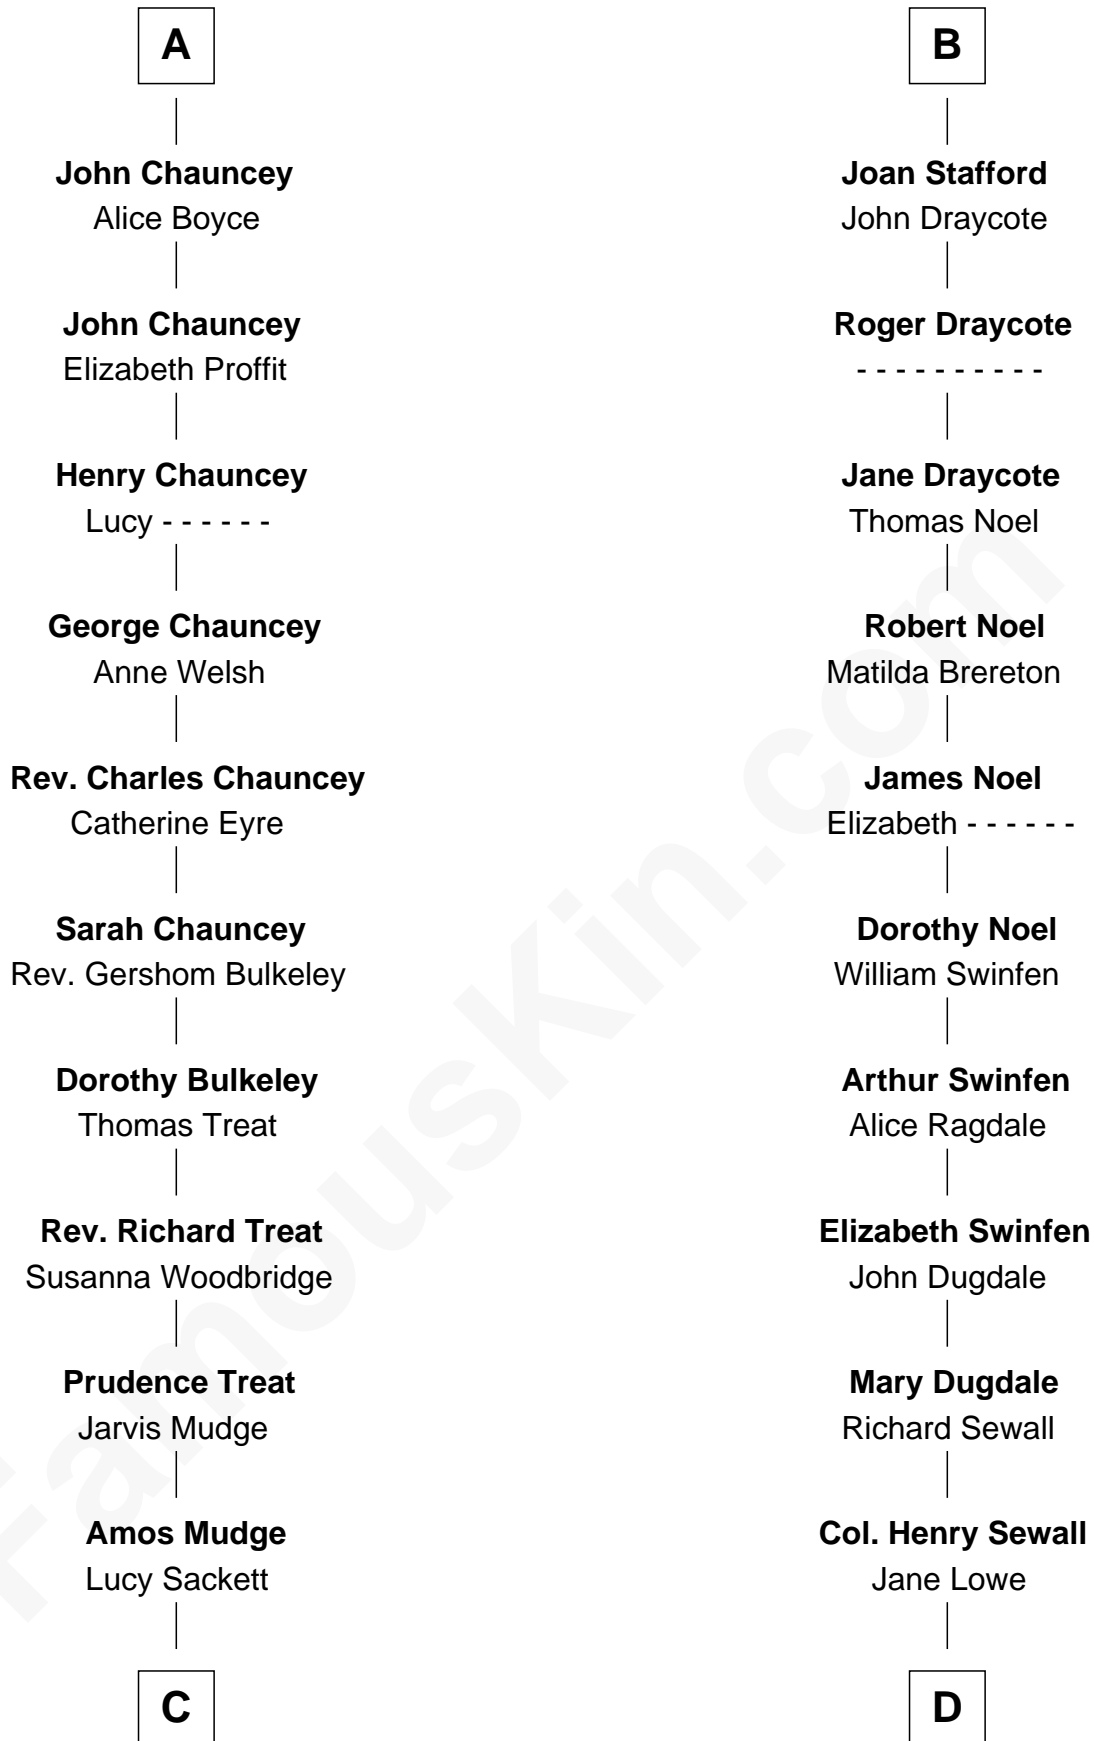 A
John Chauncey
Alice Boyce
John Chauncey
Elizabeth Proffit
Henry Chauncey
Lucy - - - - - -
George Chauncey
Anne Welsh
Rev. Charles Chauncey
Catherine Eyre
Sarah Chauncey
Rev. Gershom Bulkeley
Dorothy Bulkeley
Thomas Treat
Rev. Richard Treat
Susanna Woodbridge
Prudence Treat
Jarvis Mudge
Amos Mudge
Lucy Sackett
C
B
Joan Stafford
John Draycote
Roger Draycote
- - - - - - - - - -
Jane Draycote
Thomas Noel
Robert Noel
Matilda Brereton
James Noel
Elizabeth - - - - - -
Dorothy Noel
William Swinfen
Arthur Swinfen
Alice Ragdale
Elizabeth Swinfen
John Dugdale
Mary Dugdale
Richard Sewall
Col. Henry Sewall
Jane Lowe
D
FamousKin.com